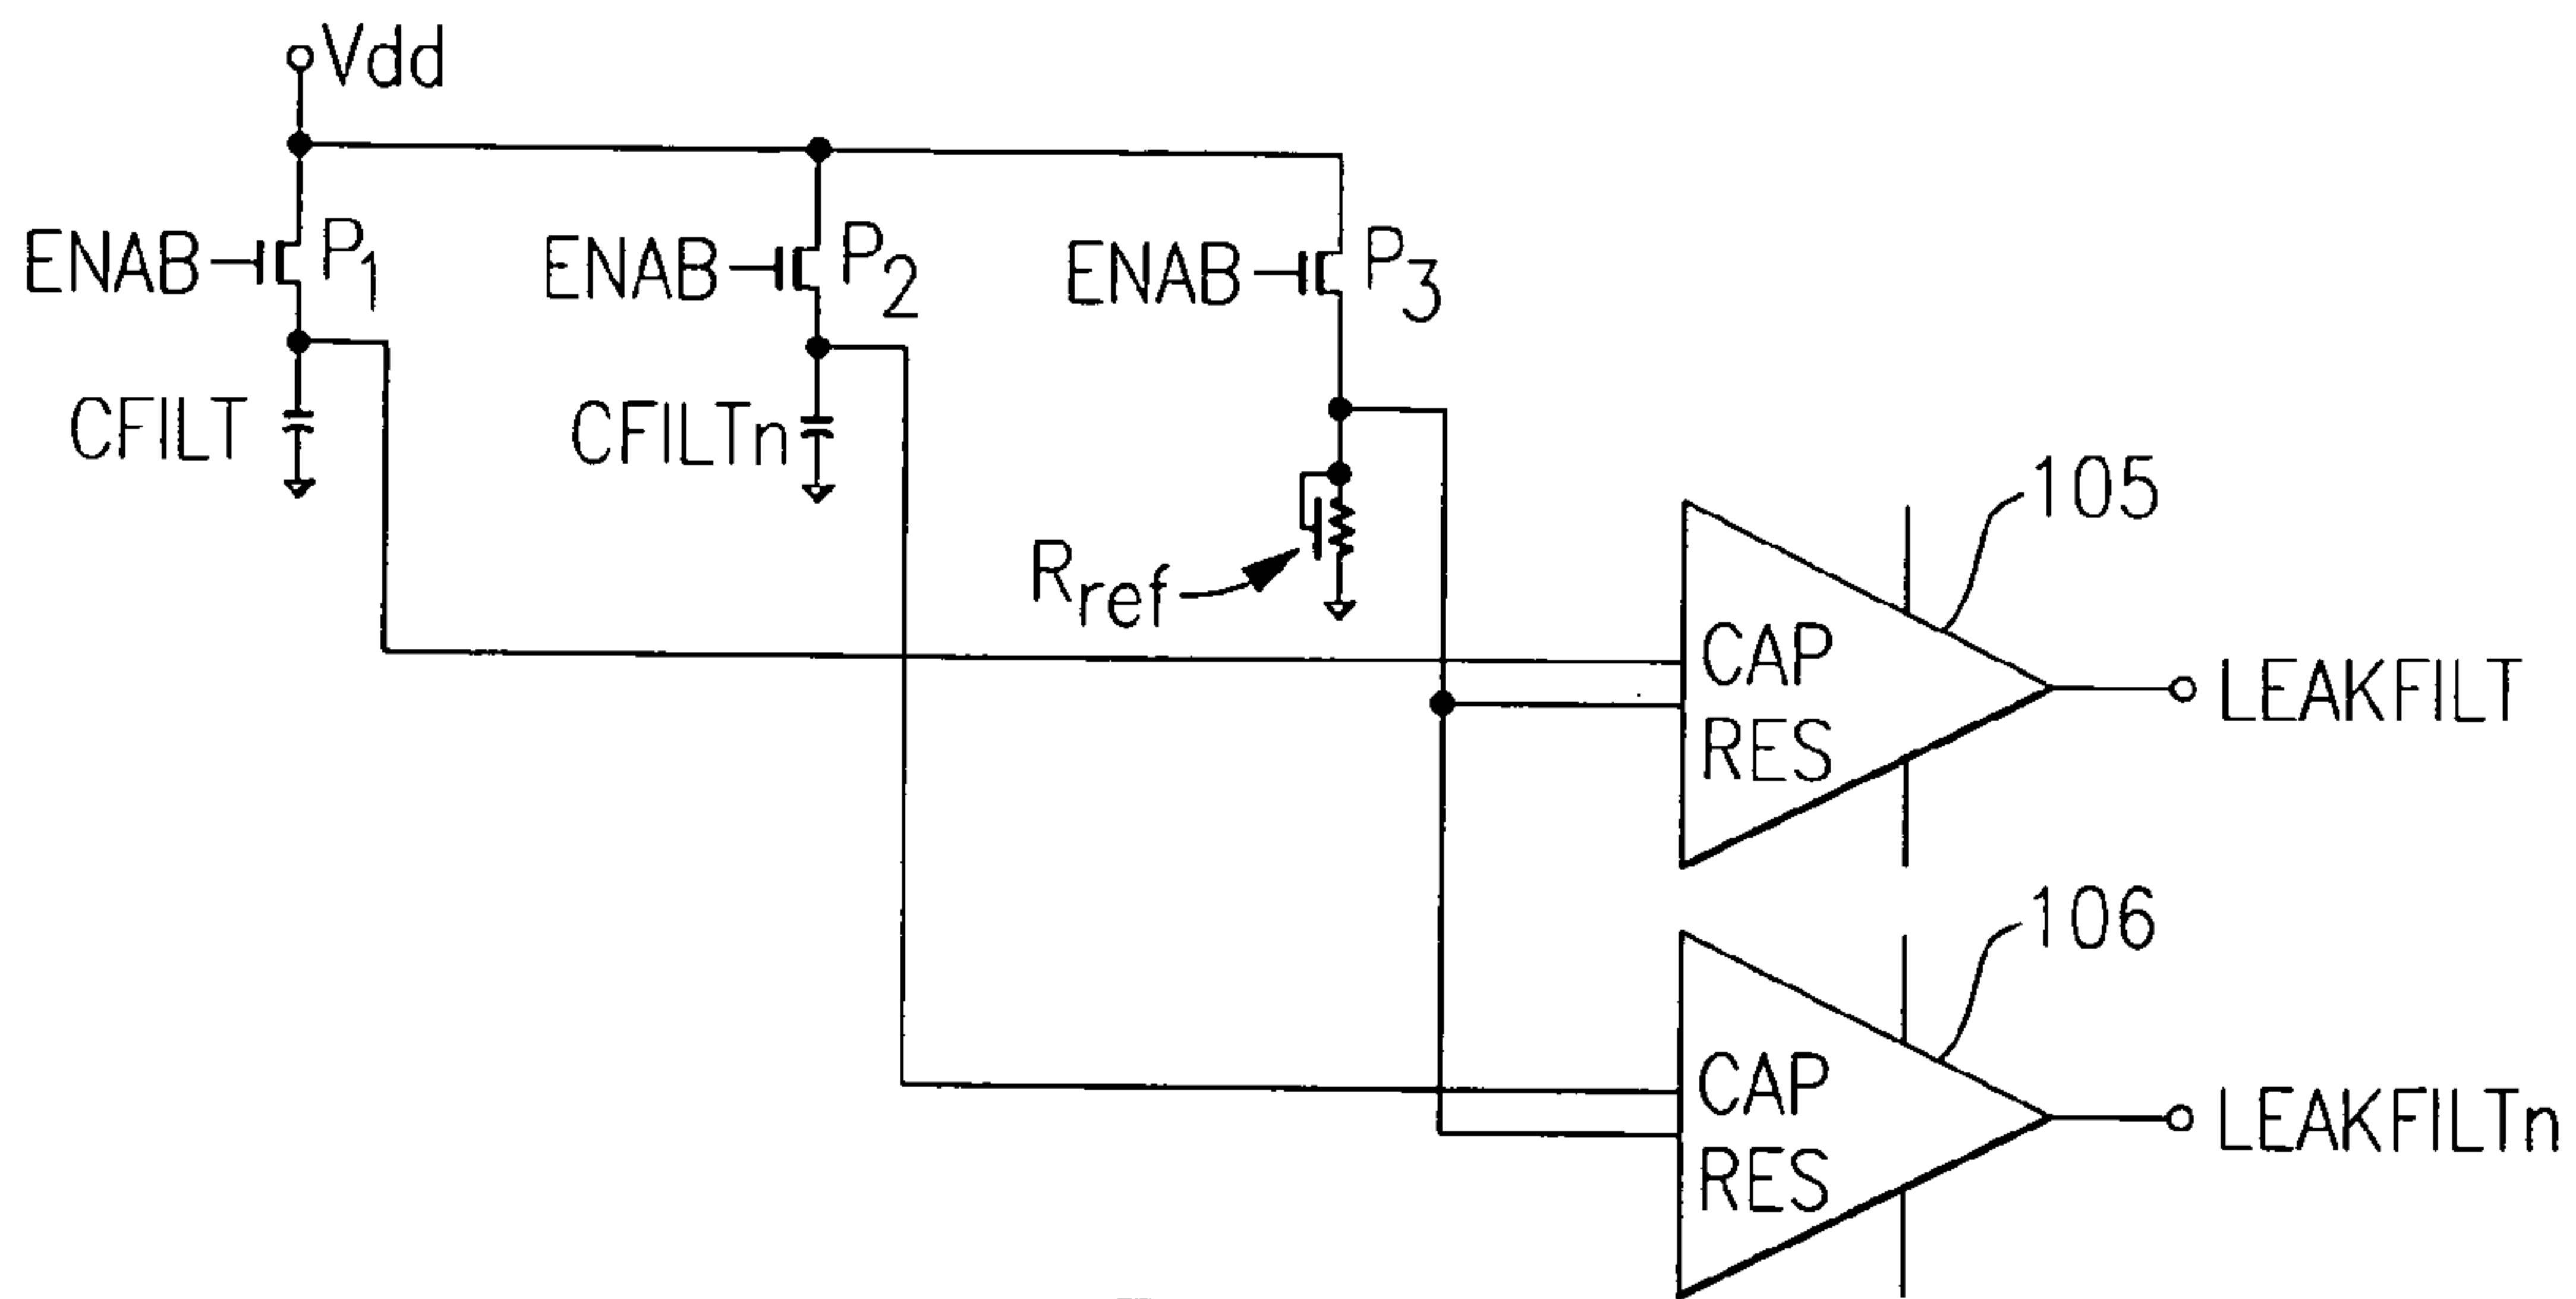 Vdd
ENAB P1 ENAB P2 ENAB P3
CFILT CFILTn
Rref
105
CAP
RES
LEAKFILT
106
CAP
RES
LEAKFILTn